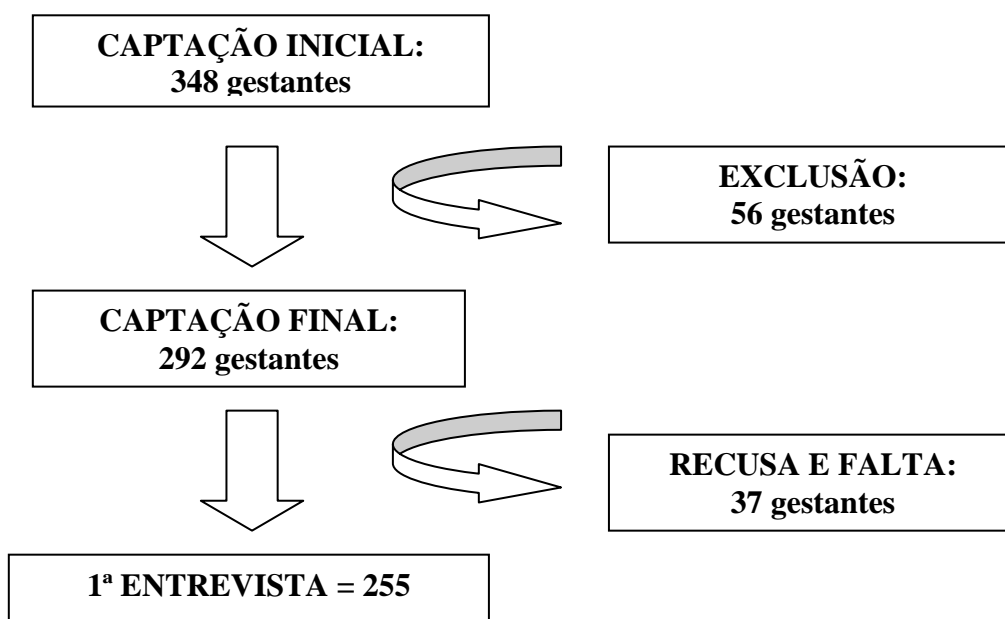 CAPTAÇÃO INICIAL:
348 gestantes
EXCLUSÃO:
56 gestantes
CAPTAÇÃO FINAL:
292 gestantes
RECUSA E FALTA:
37 gestantes
1ª ENTREVISTA = 255